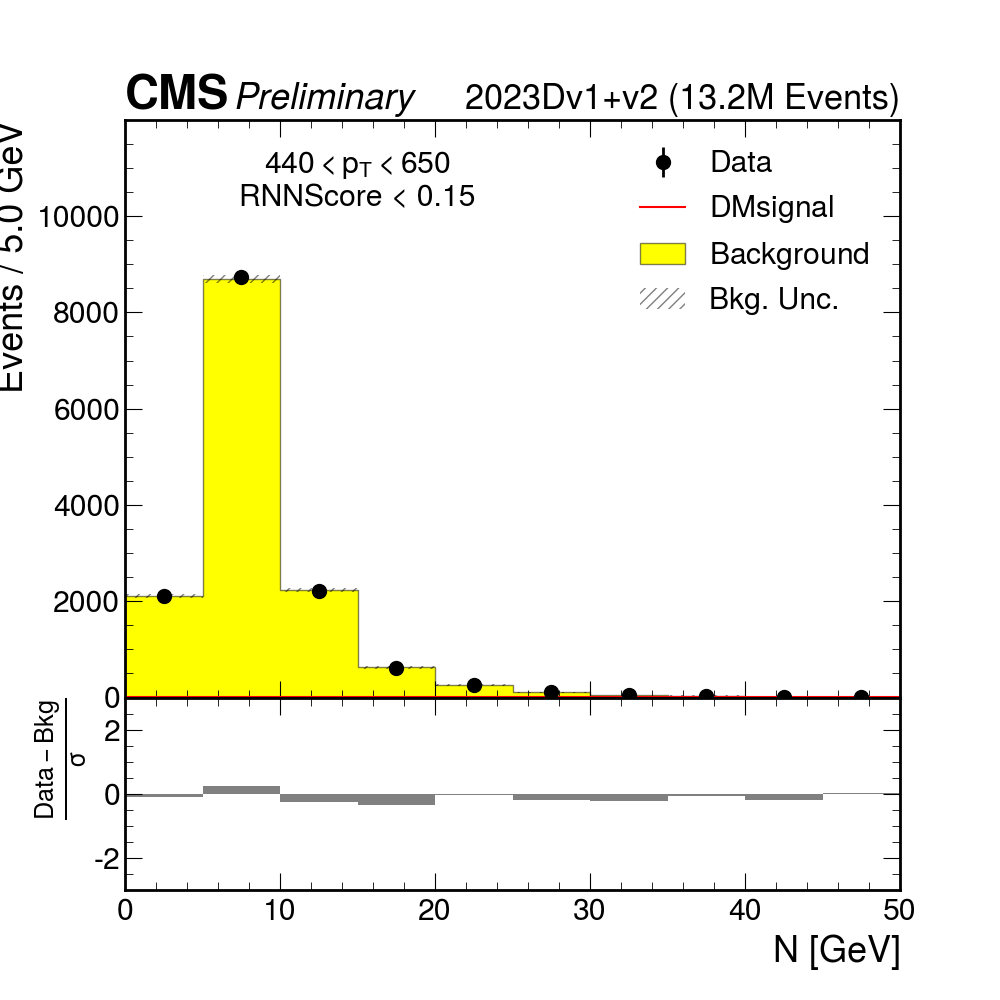 CMS Preliminary 2023Dv1+v2 (13.2M Events)
Events / 5.0 GeV
440 < pT < 650
RNNScore < 0.15
Data
DMsignal
Background
Bkg. Unc.
10000
8000
6000
4000
2000
0
Data – Bkg
σ
2
0
-2
0 10 20 30 40 50
N [GeV]